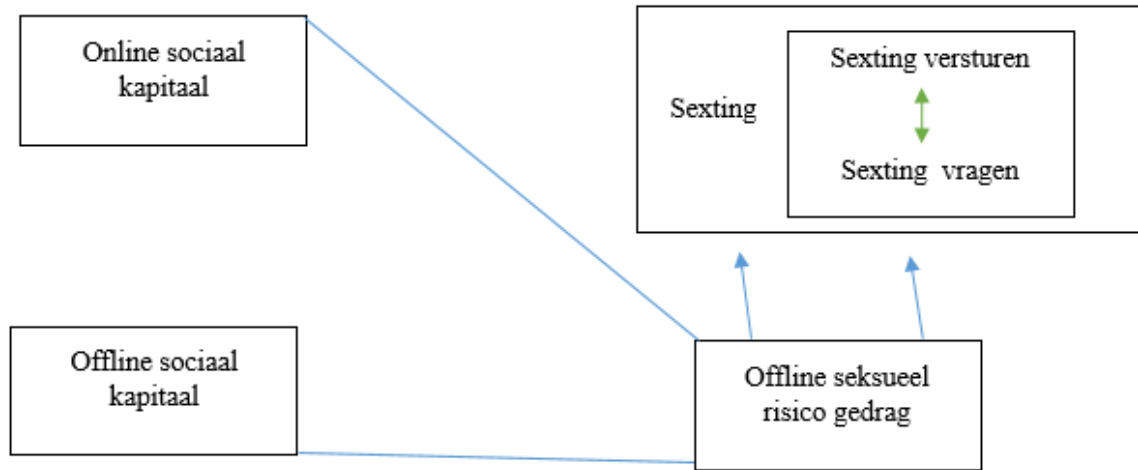 Online sociaal
kapitaal
Sexting versturen
Sexting
Sexting vragen
Offline sociaal
kapitaal
Offline seksueel
risico gedrag